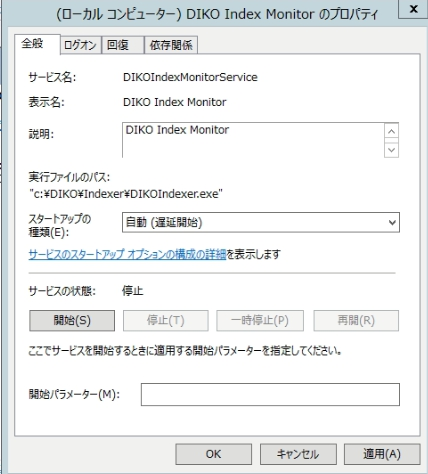 (ローカル コンピューター) DIKO Index Monitor のプロパティ
x
全般 ログオン 回復 依存関係
サービス名: DIKOIndexMonitorService
表示名: DIKO Index Monitor
説明: DIKO Index Monitor
実行ファイルのパス:
"c:¥DIKO¥Indexer¥DIKOIndexer.exe"
スタートアップの
種類(E): 自動 (遅延開始)
サービスのスタートアップ オプションの構成の詳細を表示します
サービスの状態: 停止
開始(S) 停止(T) 一時停止(P) 再開(R)
ここでサービスを開始するときに適用する開始パラメーターを指定してください。
開始パラメーター(M):
OK キャンセル 適用(A)